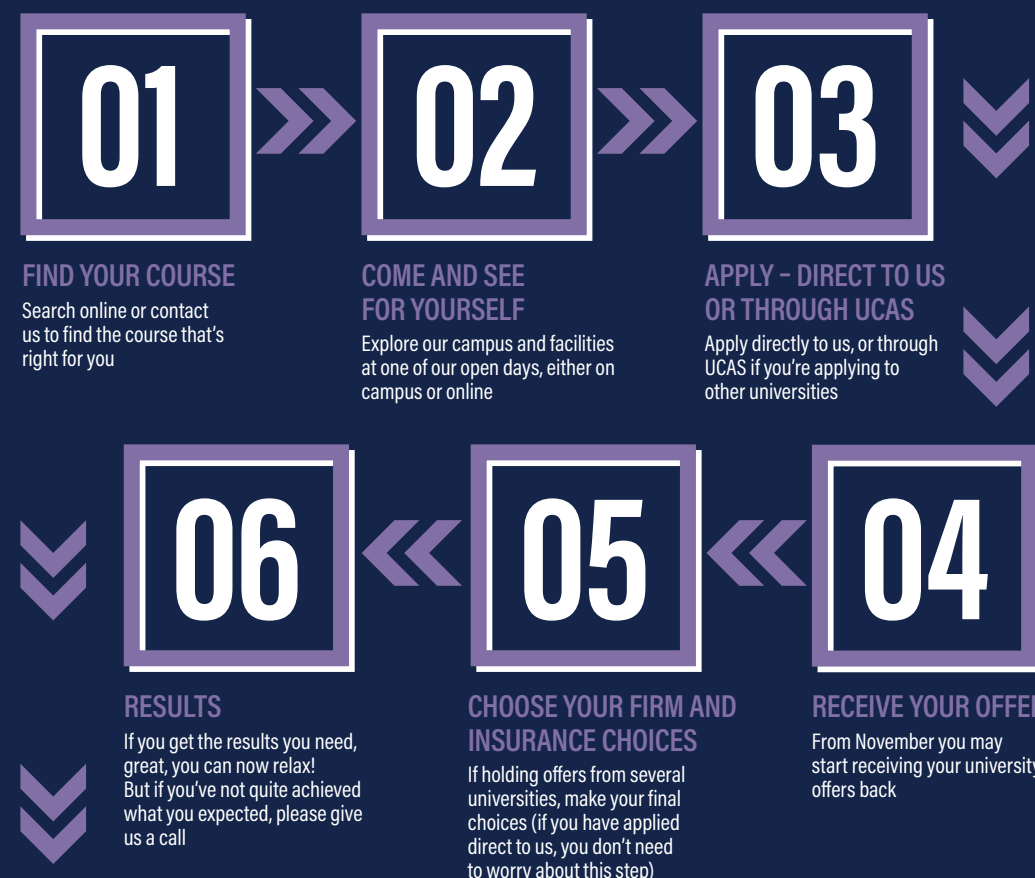 01
02
03
FIND YOUR COURSE
Search online or contact
us to find the course that's
right for you
COME AND SEE
FOR YOURSELF
Explore our campus and facilities
at one of our open days, either on
campus or online
APPLY – DIRECT TO US
OR THROUGH UCAS
Apply directly to us, or through
UCAS if you're applying to
other universities
04
05
06
RECEIVE YOUR
From November you may
start receiving your university
offers back
CHOOSE YOUR FIRM AND
INSURANCE CHOICES
If holding offers from several
universities, make your final
choices (if you have applied
direct to us, you don't need
to worry about this step)
RESULTS
If you get the results you need,
great, you can now relax!
But if you've not quite achieved
what you expected, please give
us a call